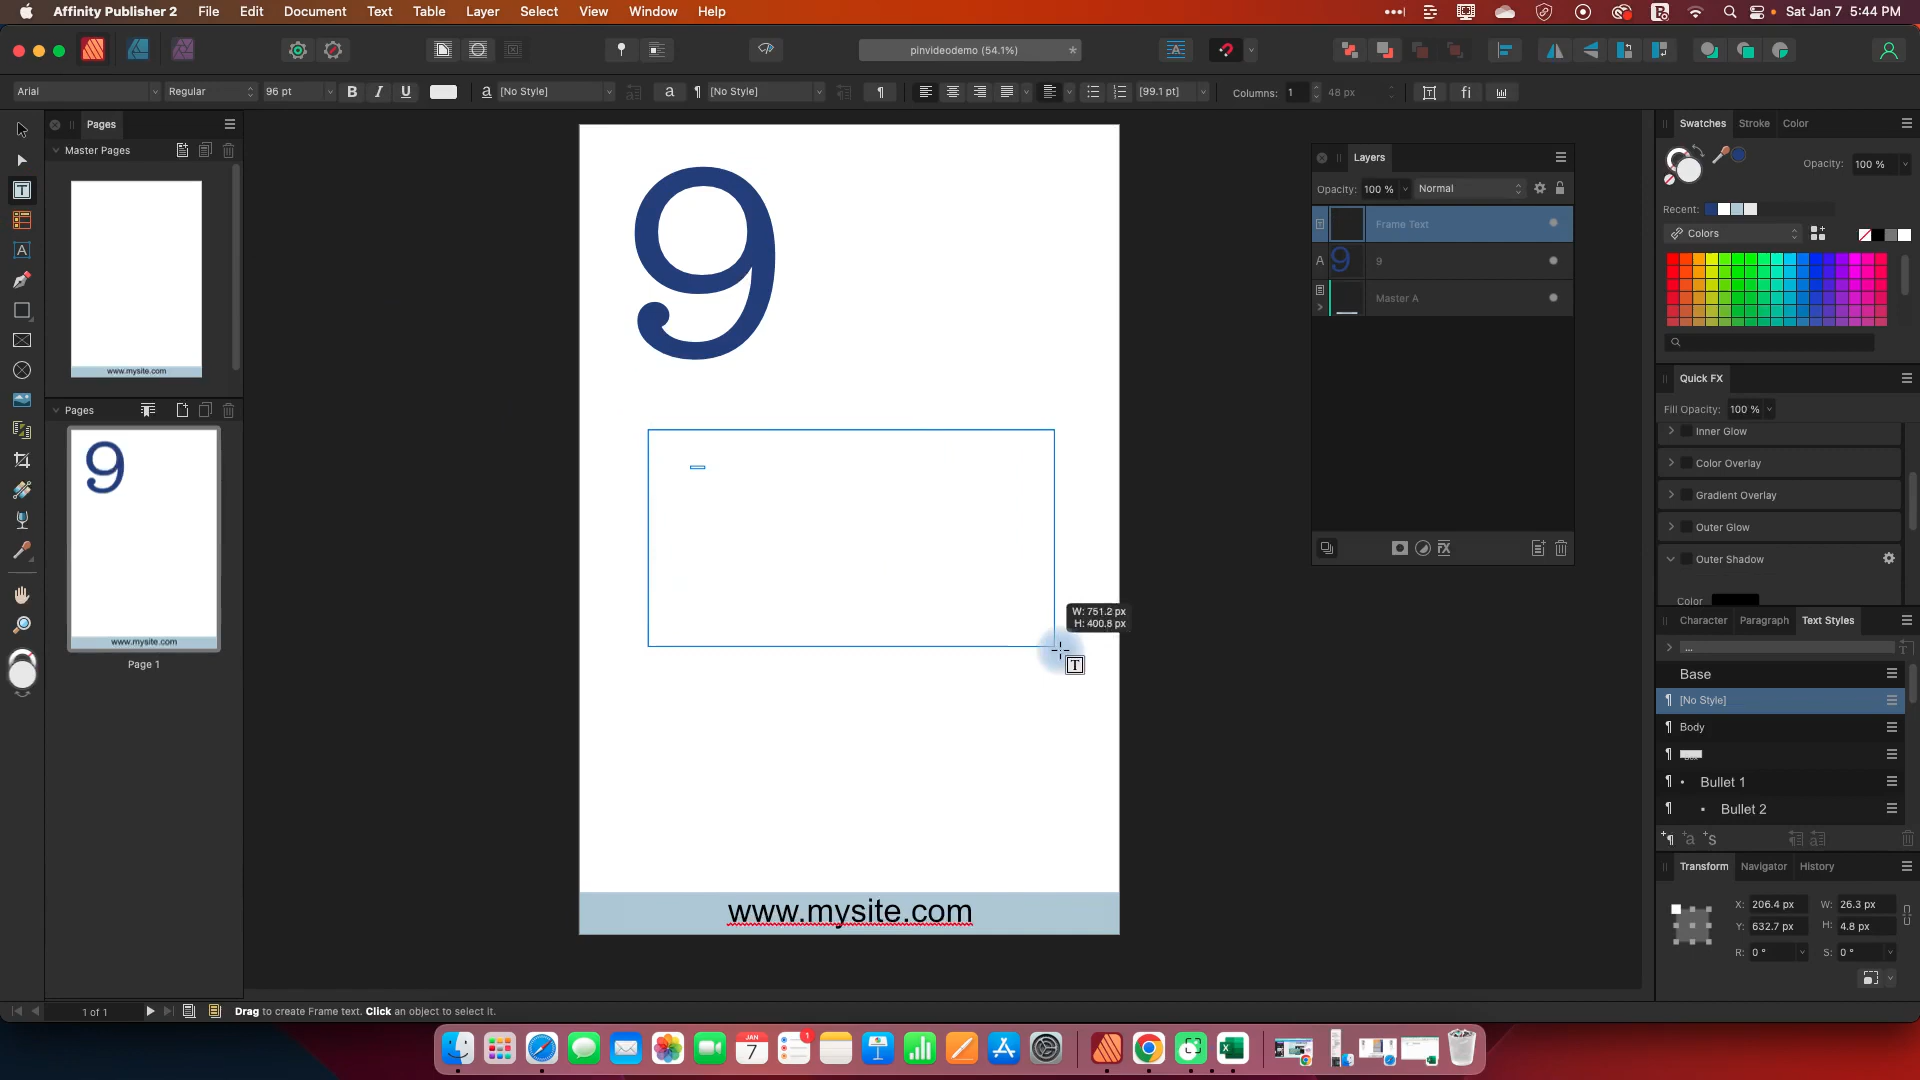 Affinity Publisher 2 File Edit Document Text Table Layer Select View Window Help Sat Jan 7 5:44 PM
pinvideodemo (54.1%) *
Arial Regular 96 pt B I U a [No Style] a ¶ [No Style] ¶ [99.1 pt] Columns: 1 48 px fi
Pages
Master Pages
www.mysite.com
Pages
9
www.mysite.com
Page 1
9
W: 751.2 px
H: 400.8 px
T
www.mysite.com
Layers
Opacity: 100 % Normal
Frame Text
A 9 9
Master A
Swatches Stroke Color
Opacity: 100 %
Recent:
Colors
Quick FX
Fill Opacity: 100 %
Inner Glow
Color Overlay
Gradient Overlay
Outer Glow
Outer Shadow
Color
Character Paragraph Text Styles
...
Base
¶ [No Style]
¶ Body
¶ • Bullet 1
¶ • Bullet 2
Transform Navigator History
X: 206.4 px W: 26.3 px
Y: 632.7 px H: 4.8 px
R: 0 ° S: 0 °
1 of 1 Drag to create Frame text. Click an object to select it.
JAN
7
1